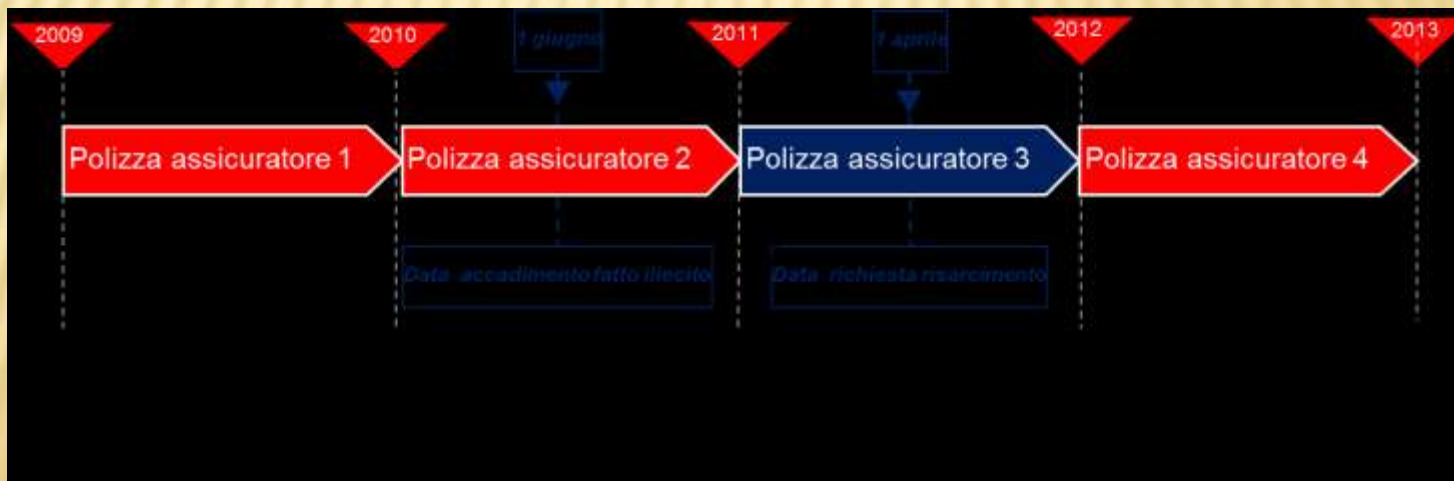 2009
2010
1 giugno
2011
1 aprile
2012
2013
Polizza assicuratore 1
Polizza assicuratore 2
Polizza assicuratore 3
Polizza assicuratore 4
Data accadimento fatto illecito
Data richiesta risarcimento